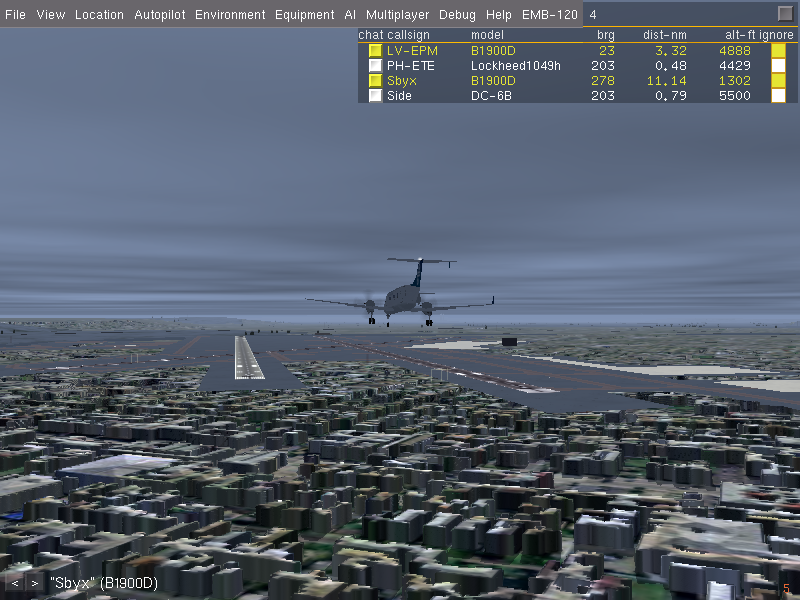 File View Location Autopilot Environment Equipment AI Multiplayer Debug Help EMB-120 4
chat callsign model brg dist-nm alt-ft ignore
LV-EPM B1900D 23 3.32 4888
PH-ETE Lockheed1049h 203 0.48 4429
Sbyx B1900D 278 11.14 1302
Side DC-6B 203 0.79 5500
< > "Sbyx" (B1900D)
5